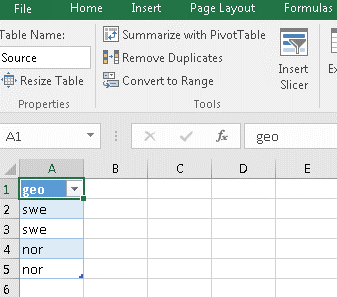 File Home Insert Page Layout Formulas
Table Name: Summarize with PivotTable
Source Remove Duplicates
Resize Table Convert to Range Insert
Slicer
Properties Tools
A1 fx geo
A B C D E
1 geo
2 swe
3 swe
4 nor
5 nor
6